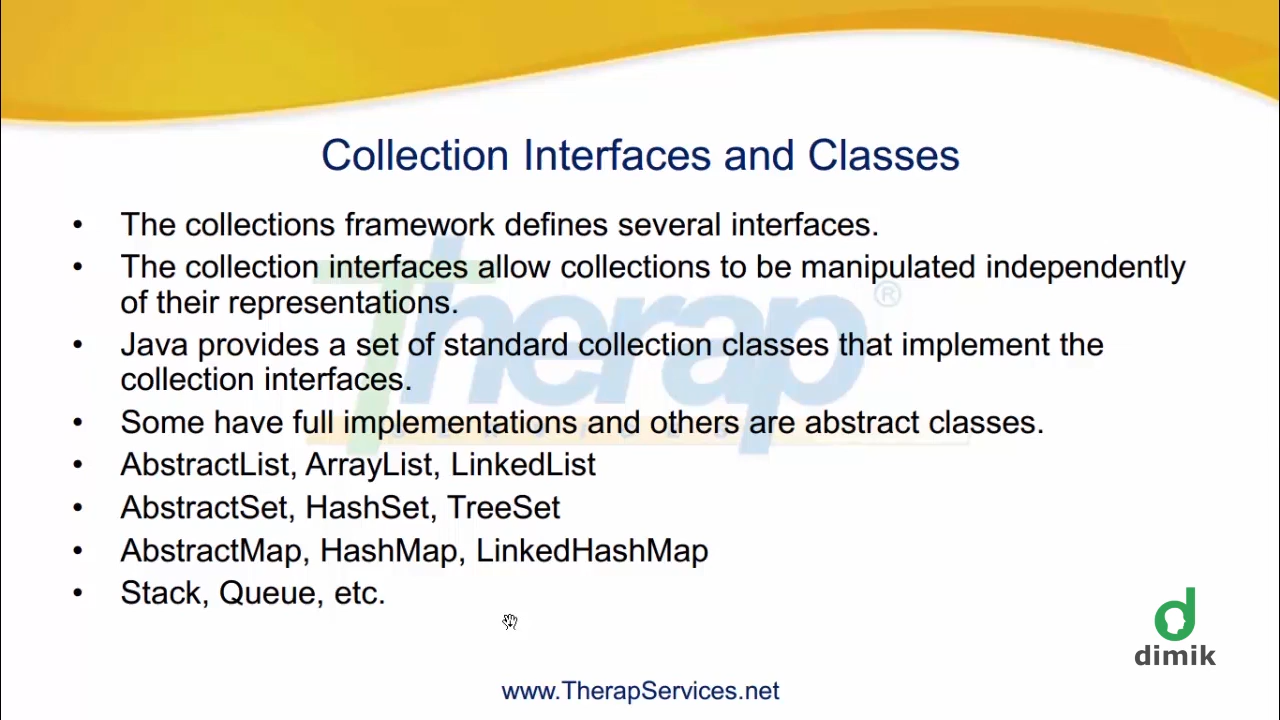 Collection Interfaces and Classes
• The collections framework defines several interfaces.
• The collection interfaces allow collections to be manipulated independently
of their representations.
• Java provides a set of standard collection classes that implement the
collection interfaces.
• Some have full implementations and others are abstract classes.
• AbstractList, ArrayList, LinkedList
• AbstractSet, HashSet, TreeSet
• AbstractMap, HashMap, LinkedHashMap
• Stack, Queue, etc.
Therap®
SERVICES
dimik
www.TherapServices.net